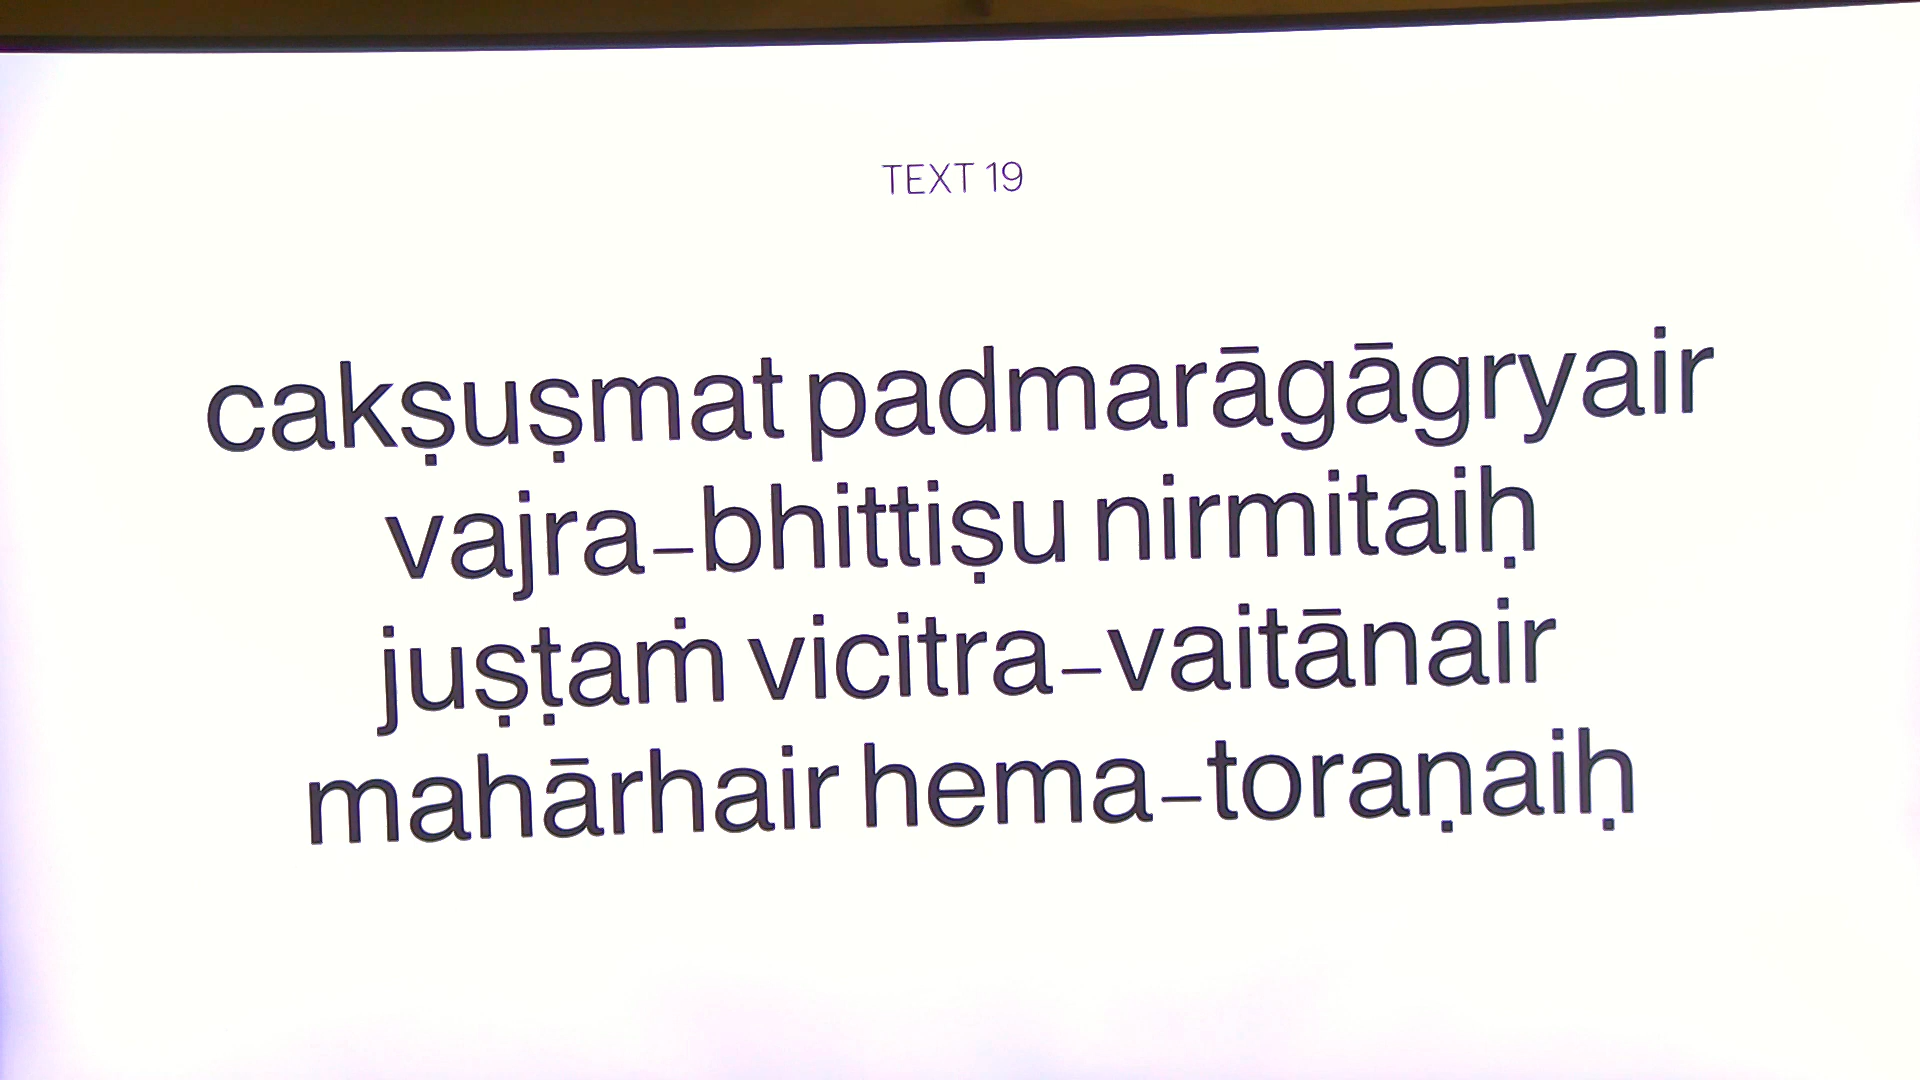 TEXT 19
cakṣuṣmat padmarāgāgryair
vajra-bhittiṣu nirmitaiḥ
juṣṭaṁ vicitra-vaitānair
mahārhair hema-toraṇaiḥ